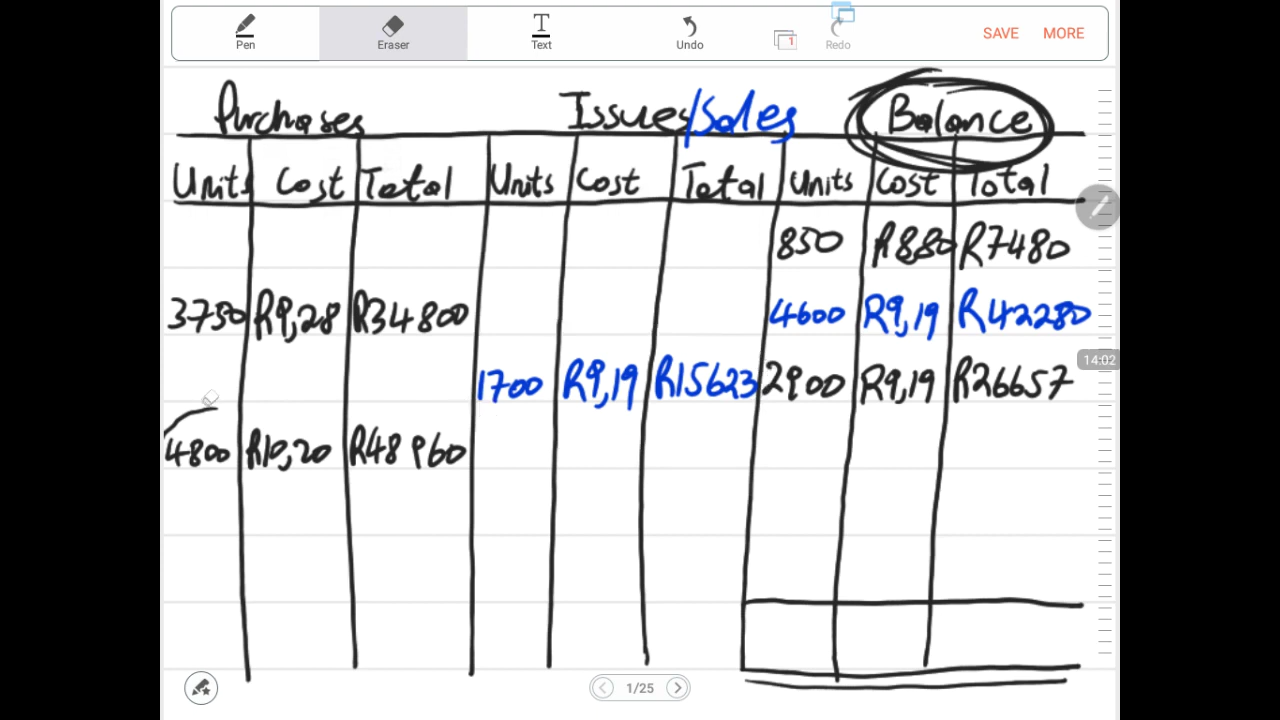 Pen Eraser Text Undo 1 Redo SAVE MORE
Purchases Issues/Sales Balance
Units Cost Total Units Cost Total Units Cost Total
850 R880 R7480
3750 R9,28 R34800 4600 R9,19 R42280
14:02
1700 R9,19 R15623 2900 R9,19 R26657
4800 R10,20 R48960
1/25